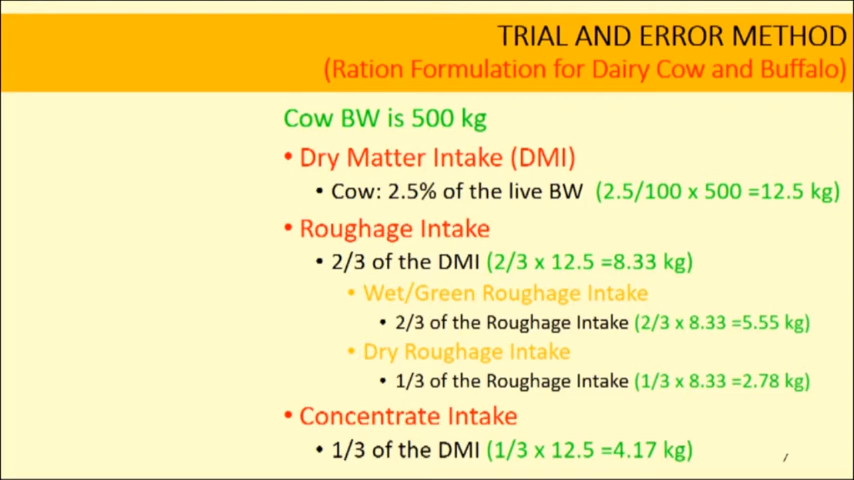 TRIAL AND ERROR METHOD
(Ration Formulation for Dairy Cow and Buffalo)
Cow BW is 500 kg
• Dry Matter Intake (DMI)
• Cow: 2.5% of the live BW (2.5/100 x 500 =12.5 kg)
• Roughage Intake
• 2/3 of the DMI (2/3 x 12.5 =8.33 kg)
• Wet/Green Roughage Intake
• 2/3 of the Roughage Intake (2/3 x 8.33 =5.55 kg)
• Dry Roughage Intake
• 1/3 of the Roughage Intake (1/3 x 8.33 =2.78 kg)
• Concentrate Intake
• 1/3 of the DMI (1/3 x 12.5 =4.17 kg)